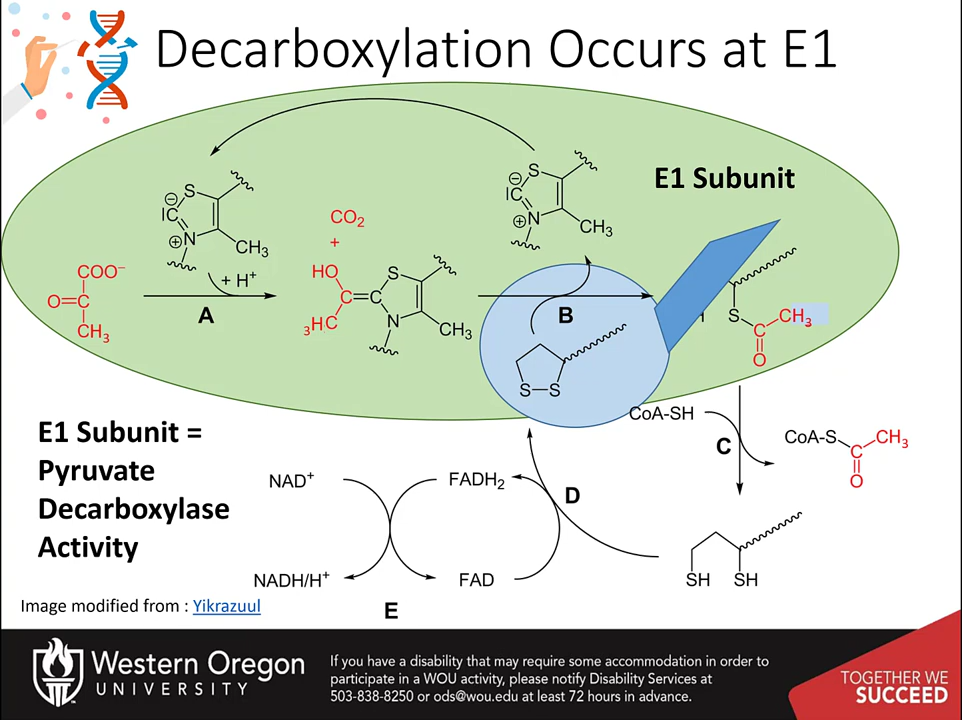 Decarboxylation Occurs at E1
E1 Subunit
S
⊖
IC
N
⊕
CH₃
S
⊖
IC
N
⊕
CH₃
CO₂
+
+ H⁺
A
COO⁻
O=C
CH₃
HO
C=C
S
N
₃HC
CH₃
B
S—S
S
CH₃
C
O
CoA-SH
C
CoA-S
CH₃
C
O
E1 Subunit =
Pyruvate
Decarboxylase
Activity
NAD⁺
FADH₂
D
NADH/H⁺
FAD
E
SH SH
Image modified from : Yikrazuul
Western Oregon
UNIVERSITY
If you have a disability that may require some accommodation in order to
participate in a WOU activity, please notify Disability Services at
503-838-8250 or ods@wou.edu at least 72 hours in advance.
TOGETHER WE
SUCCEED